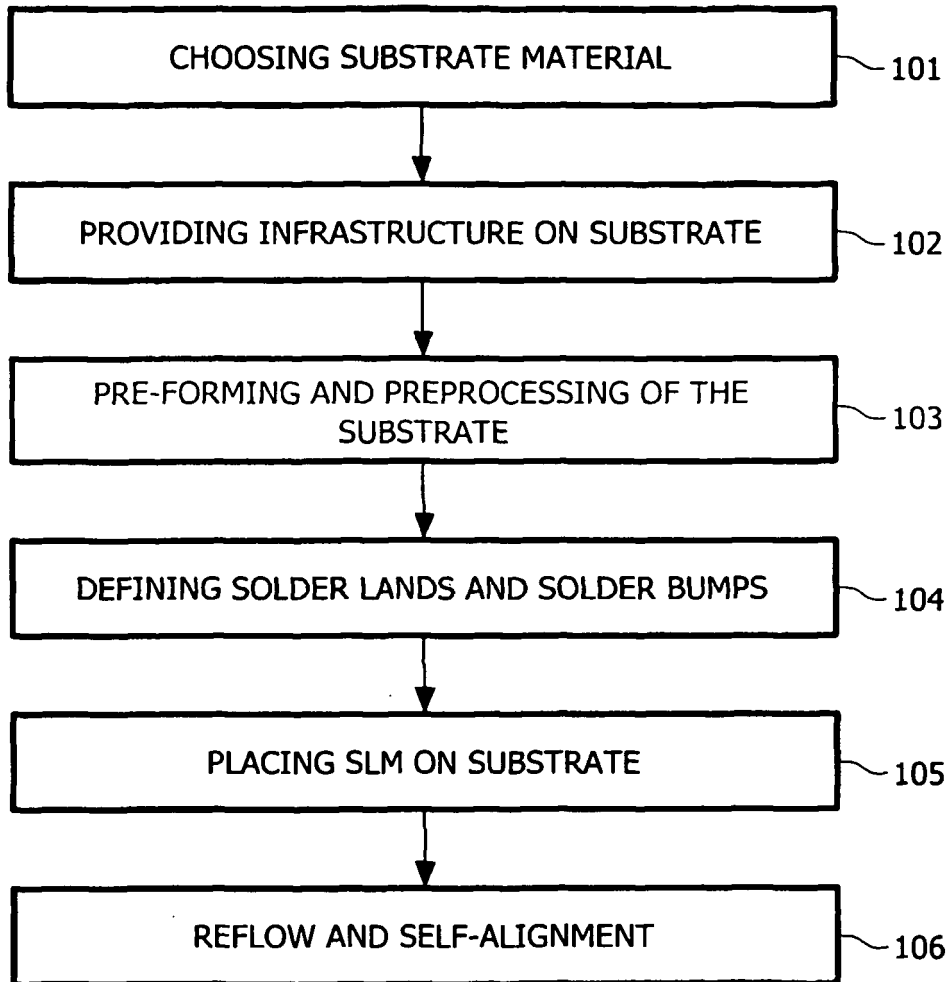 CHOOSING SUBSTRATE MATERIAL
101
PROVIDING INFRASTRUCTURE ON SUBSTRATE
102
PRE-FORMING AND PREPROCESSING OF THE
SUBSTRATE
103
DEFINING SOLDER LANDS AND SOLDER BUMPS
104
PLACING SLM ON SUBSTRATE
105
REFLOW AND SELF-ALIGNMENT
106